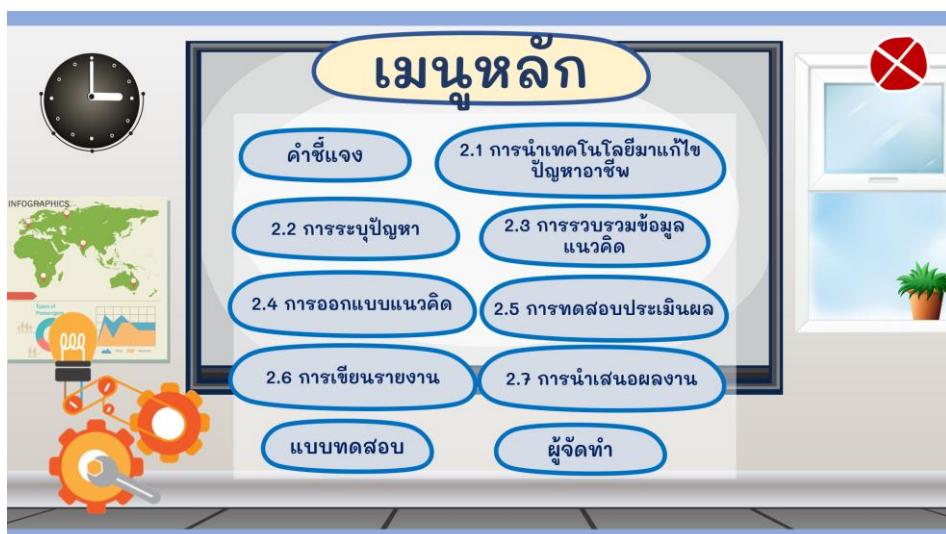 เมนูหลัก
คำชี้แจง
2.1 การนำเทคโนโลยีมาแก้ไข
ปัญหาอาชีพ
2.2 การระบุปัญหา
2.3 การรวบรวมข้อมูล
แนวคิด
2.4 การออกแบบแนวคิด
2.5 การทดสอบประเมินผล
2.6 การเขียนรายงาน
2.7 การนำเสนอผลงาน
แบบทดสอบ
ผู้จัดทำ
INFOGRAPHICS
Types of
Passengers